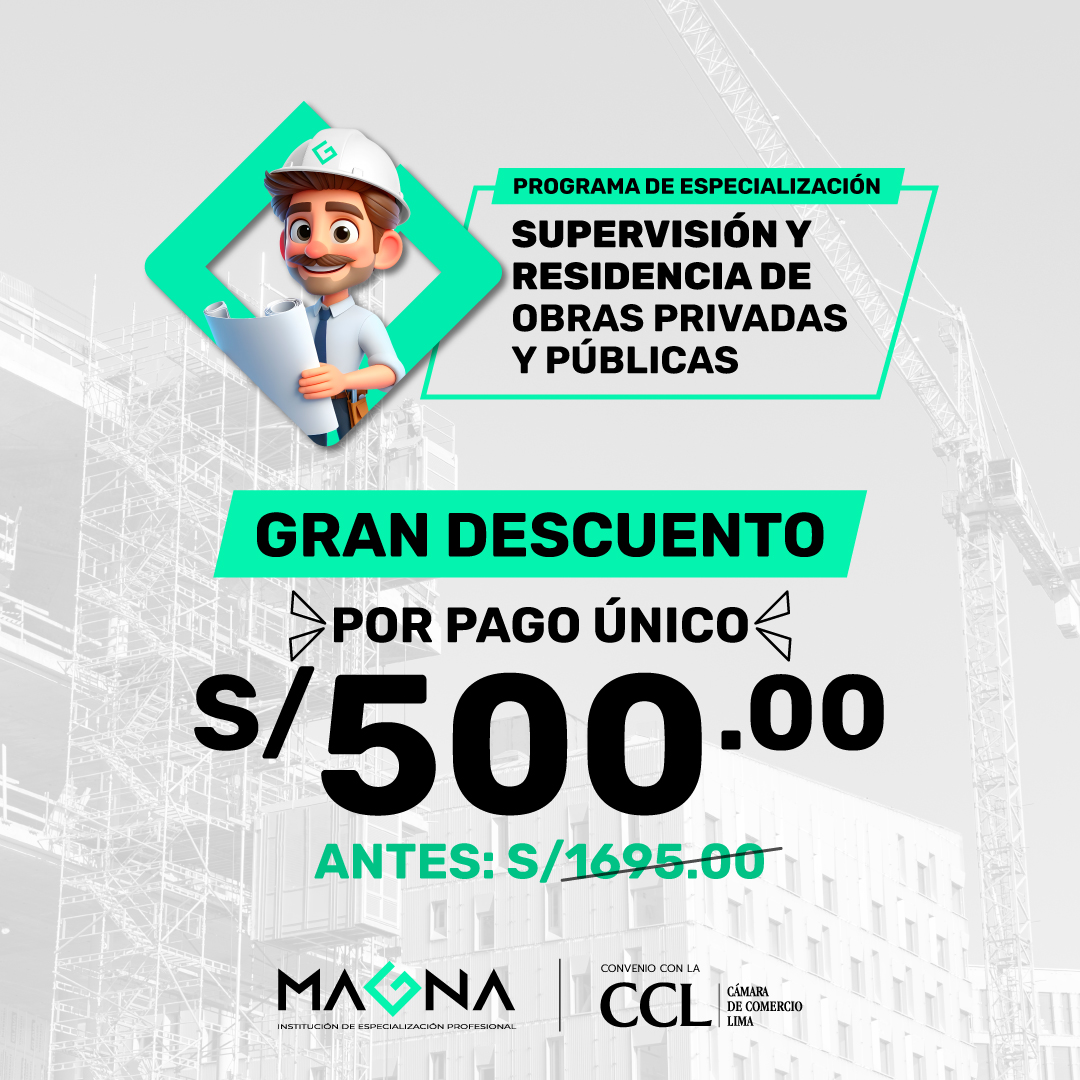 PROGRAMA DE ESPECIALIZACIÓN
SUPERVISIÓN Y
RESIDENCIA DE
OBRAS PRIVADAS
Y PÚBLICAS
GRAN DESCUENTO
POR PAGO ÚNICO
S/500.00
ANTES: S/1695.00
MAGNA
INSTITUCIÓN DE ESPECIALIZACIÓN PROFESIONAL
CONVENIO CON LA
CCL
CÁMARA
DE COMERCIO
LIMA